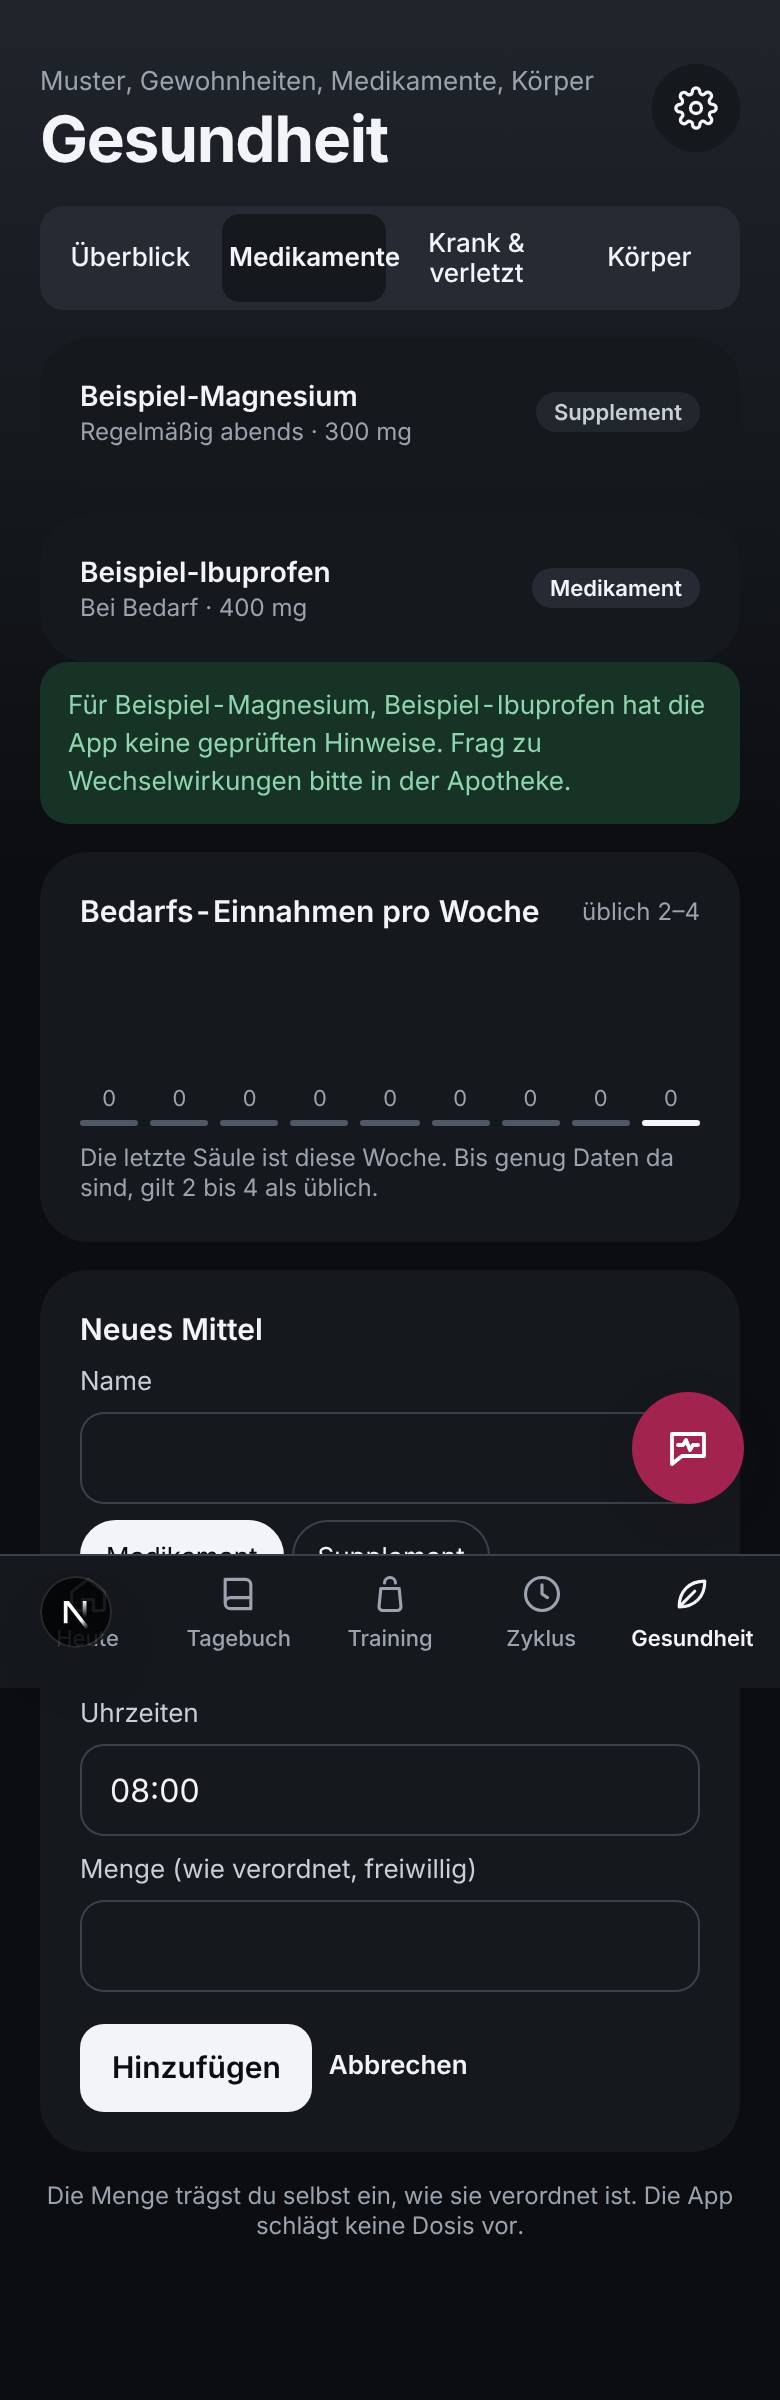 Muster, Gewohnheiten, Medikamente, Körper
Gesundheit
Überblick
Medikamente
Krank &
verletzt
Körper
Beispiel-Magnesium
Regelmäßig abends · 300 mg
Supplement
Beispiel-Ibuprofen
Bei Bedarf · 400 mg
Medikament
Für Beispiel-Magnesium, Beispiel-Ibuprofen hat die
App keine geprüften Hinweise. Frag zu
Wechselwirkungen bitte in der Apotheke.
Bedarfs-Einnahmen pro Woche
üblich 2–4
0 0 0 0 0 0 0 0 0
Die letzte Säule ist diese Woche. Bis genug Daten da
sind, gilt 2 bis 4 als üblich.
Neues Mittel
Name
Medikament
Supplement
N
Heute
Tagebuch
Training
Zyklus
Gesundheit
Uhrzeiten
08:00
Menge (wie verordnet, freiwillig)
Hinzufügen
Abbrechen
Die Menge trägst du selbst ein, wie sie verordnet ist. Die App
schlägt keine Dosis vor.